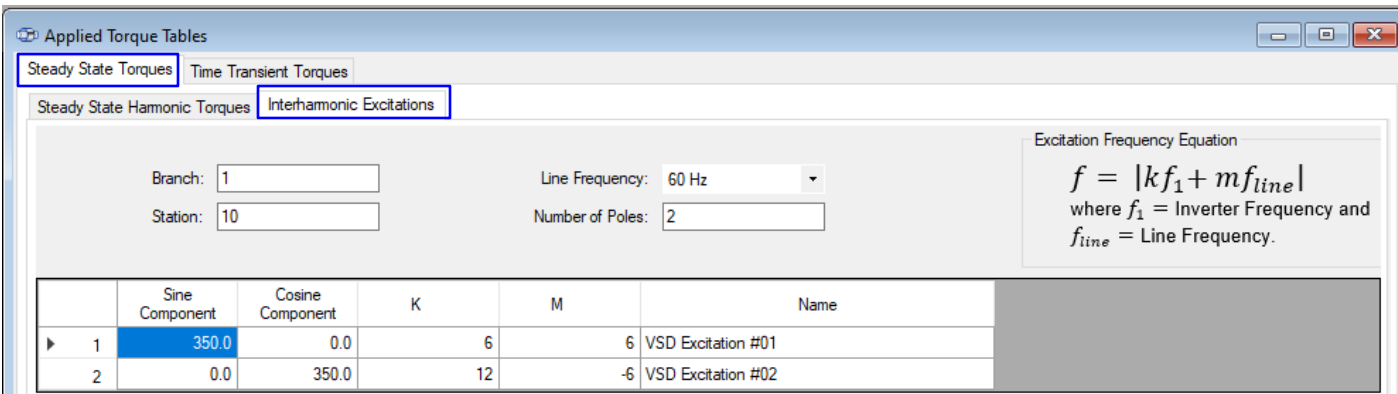 Applied Torque Tables
Steady State Torques Time Transient Torques
Steady State Harmonic Torques Interharmonic Excitations
Branch: 1 Line Frequency: 60 Hz
Station: 10 Number of Poles: 2
Excitation Frequency Equation
f = |kf₁ + mf_line|
where f₁ = Inverter Frequency and
f_line = Line Frequency.
Sine Component Cosine Component K M Name
1 350.0 0.0 6 6 VSD Excitation #01
2 0.0 350.0 12 -6 VSD Excitation #02